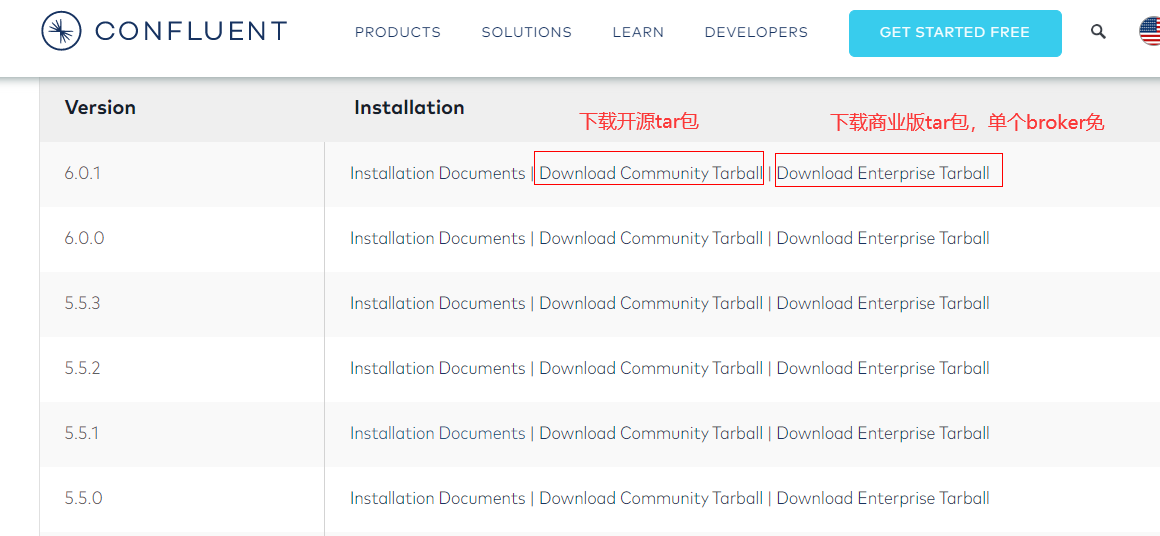 CONFLUENT PRODUCTS SOLUTIONS LEARN DEVELOPERS GET STARTED FREE
Version Installation
下载开源tar包 下载商业版tar包，单个broker免
6.0.1 Installation Documents | Download Community Tarball | Download Enterprise Tarball
6.0.0 Installation Documents | Download Community Tarball | Download Enterprise Tarball
5.5.3 Installation Documents | Download Community Tarball | Download Enterprise Tarball
5.5.2 Installation Documents | Download Community Tarball | Download Enterprise Tarball
5.5.1 Installation Documents | Download Community Tarball | Download Enterprise Tarball
5.5.0 Installation Documents | Download Community Tarball | Download Enterprise Tarball